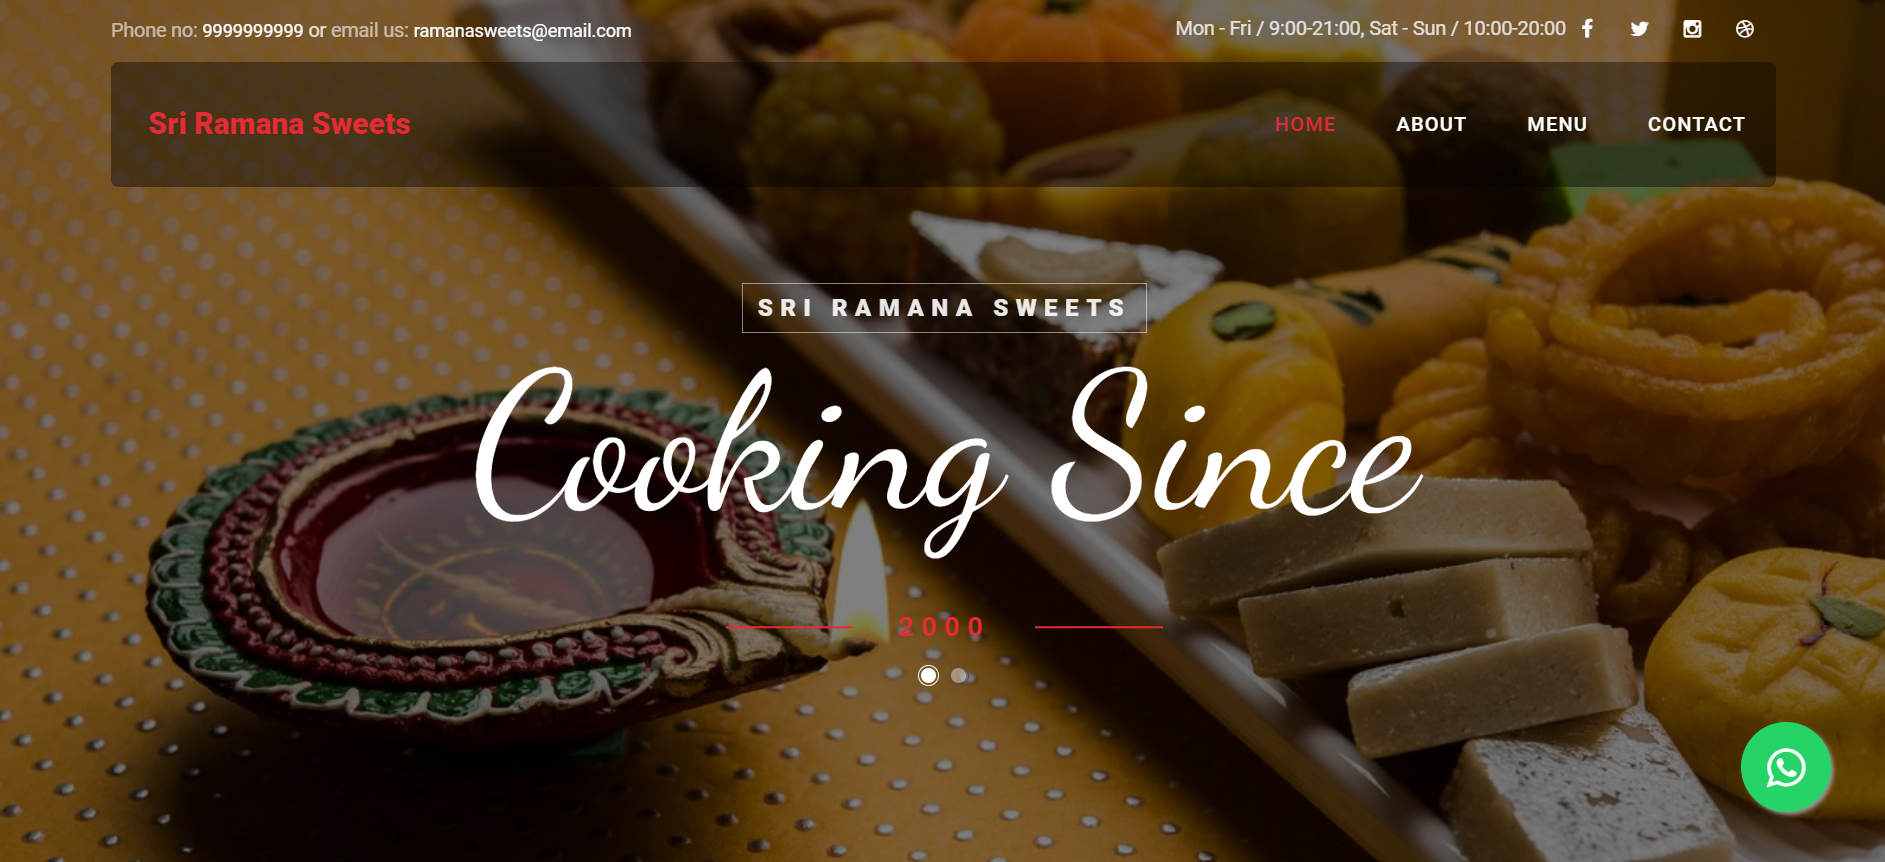 Phone no: 9999999999 or email us: ramanasweets@email.com
Mon - Fri / 9:00-21:00, Sat - Sun / 10:00-20:00
Sri Ramana Sweets
HOME ABOUT MENU CONTACT
SRI RAMANA SWEETS
Cooking Since
2000